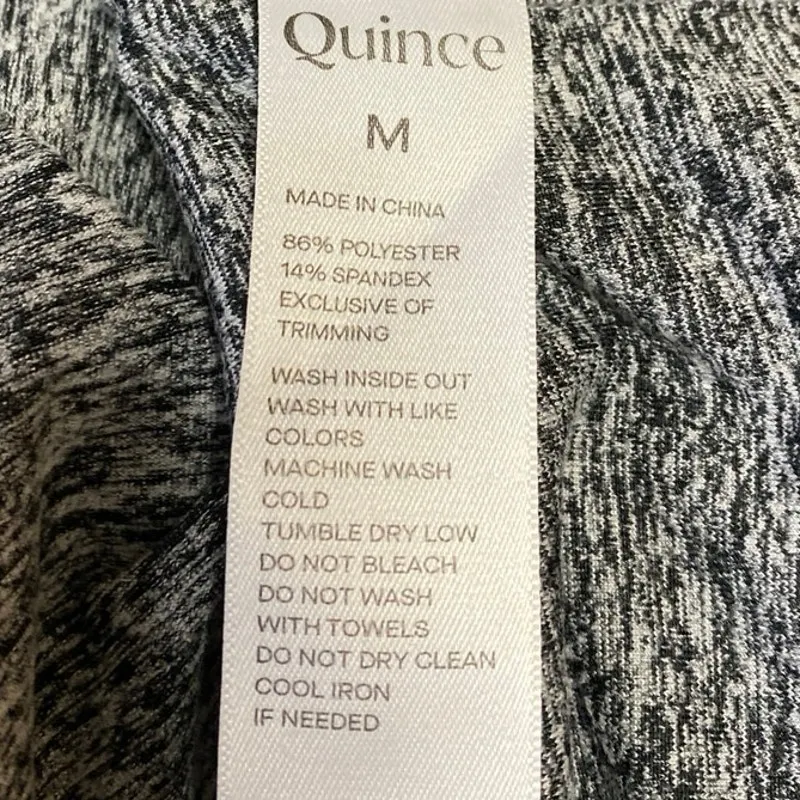 Quince
M
MADE IN CHINA
86% POLYESTER
14% SPANDEX
EXCLUSIVE OF
TRIMMING
WASH INSIDE OUT
WASH WITH LIKE
COLORS
MACHINE WASH
COLD
TUMBLE DRY LOW
DO NOT BLEACH
DO NOT WASH
WITH TOWELS
DO NOT DRY CLEAN
COOL IRON
IF NEEDED